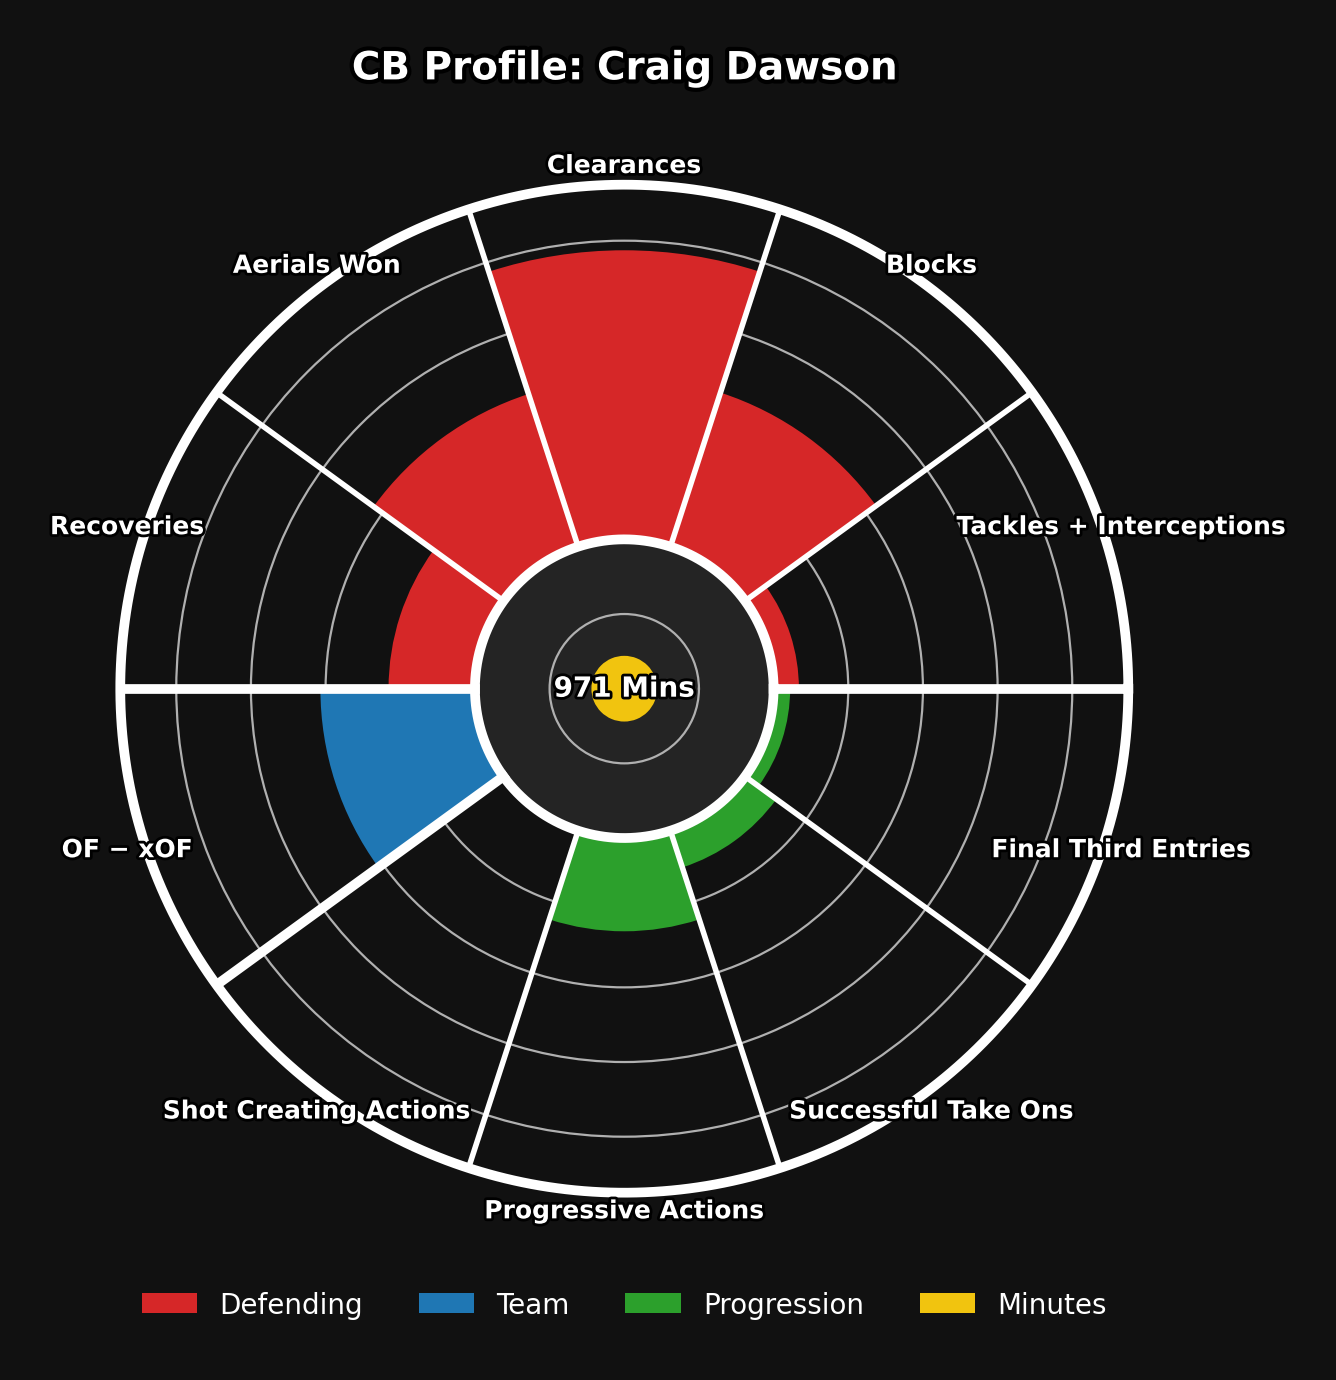 CB Profile: Craig Dawson
Clearances
Aerials Won
Blocks
Recoveries
Tackles + Interceptions
971 Mins
OF − xOF
Final Third Entries
Shot Creating Actions
Successful Take Ons
Progressive Actions
Defending
Team
Progression
Minutes